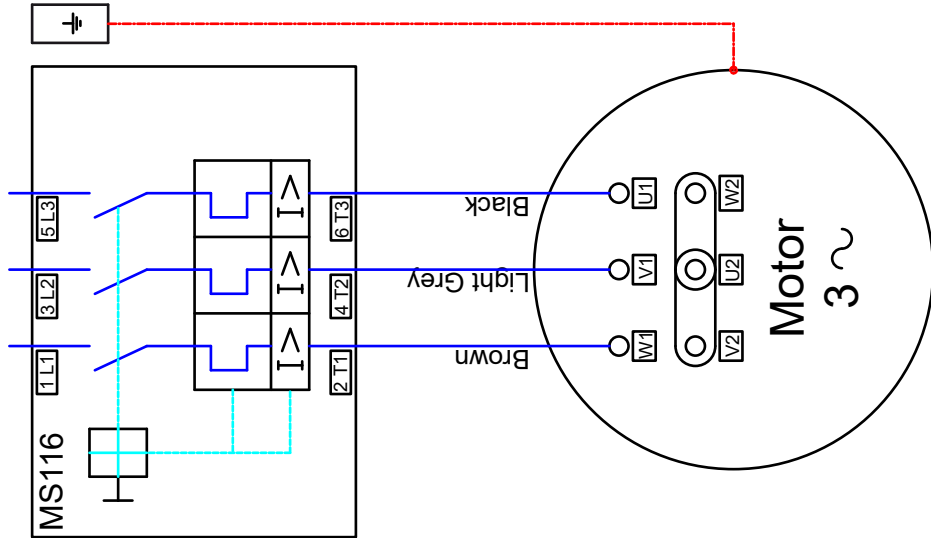 MS116
5 L3
3 L2
1 L1
I >
I >
I >
6 T3
4 T2
2 T1
Black
Light Grey
Brown
U1
V1
W1
W2
U2
V2
Motor
3 ~